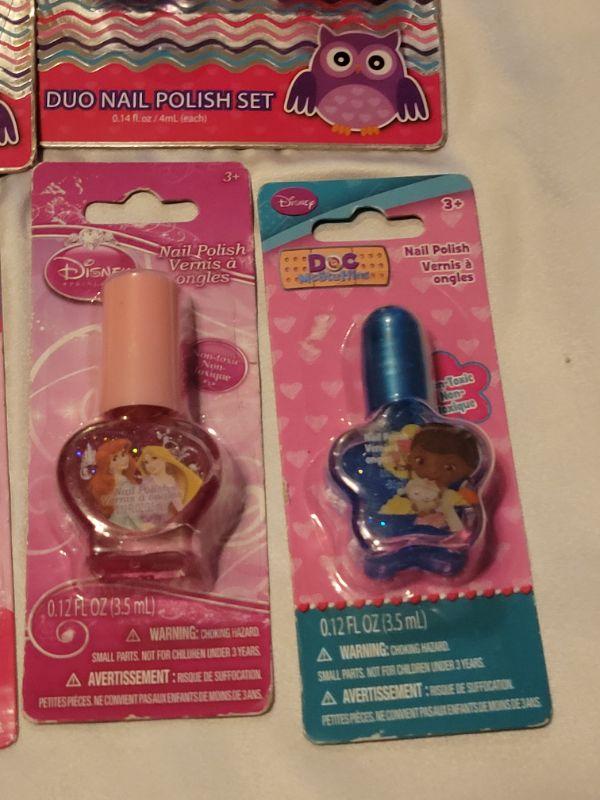 DUO NAIL POLISH SET
0.14 fl. oz / 4mL (each)
3+
Disney
Nail Polish
Vernis à
ongles
Non-toxic
Non-
toxique
Nail Polish
Vernis à ongles
0.12 FL OZ (3.5 mL)
WARNING: CHOKING HAZARD.
SMALL PARTS. NOT FOR CHILDREN UNDER 3 YEARS.
AVERTISSEMENT : RISQUE DE SUFFOCATION.
PETITES PIÈCES. NE CONVIENT PAS AUX ENFANTS DE MOINS DE 3 ANS.
Disney
3+
DOC
McStuffins
Nail Polish
Vernis à
ongles
n-Toxic
Non-
toxique
0.12 FL OZ (3.5 mL)
WARNING: CHOKING HAZARD.
SMALL PARTS. NOT FOR CHILDREN UNDER 3 YEARS.
AVERTISSEMENT : RISQUE DE SUFFOCATION.
PETITES PIÈCES. NE CONVIENT PAS AUX ENFANTS DE MOINS DE 3 ANS.